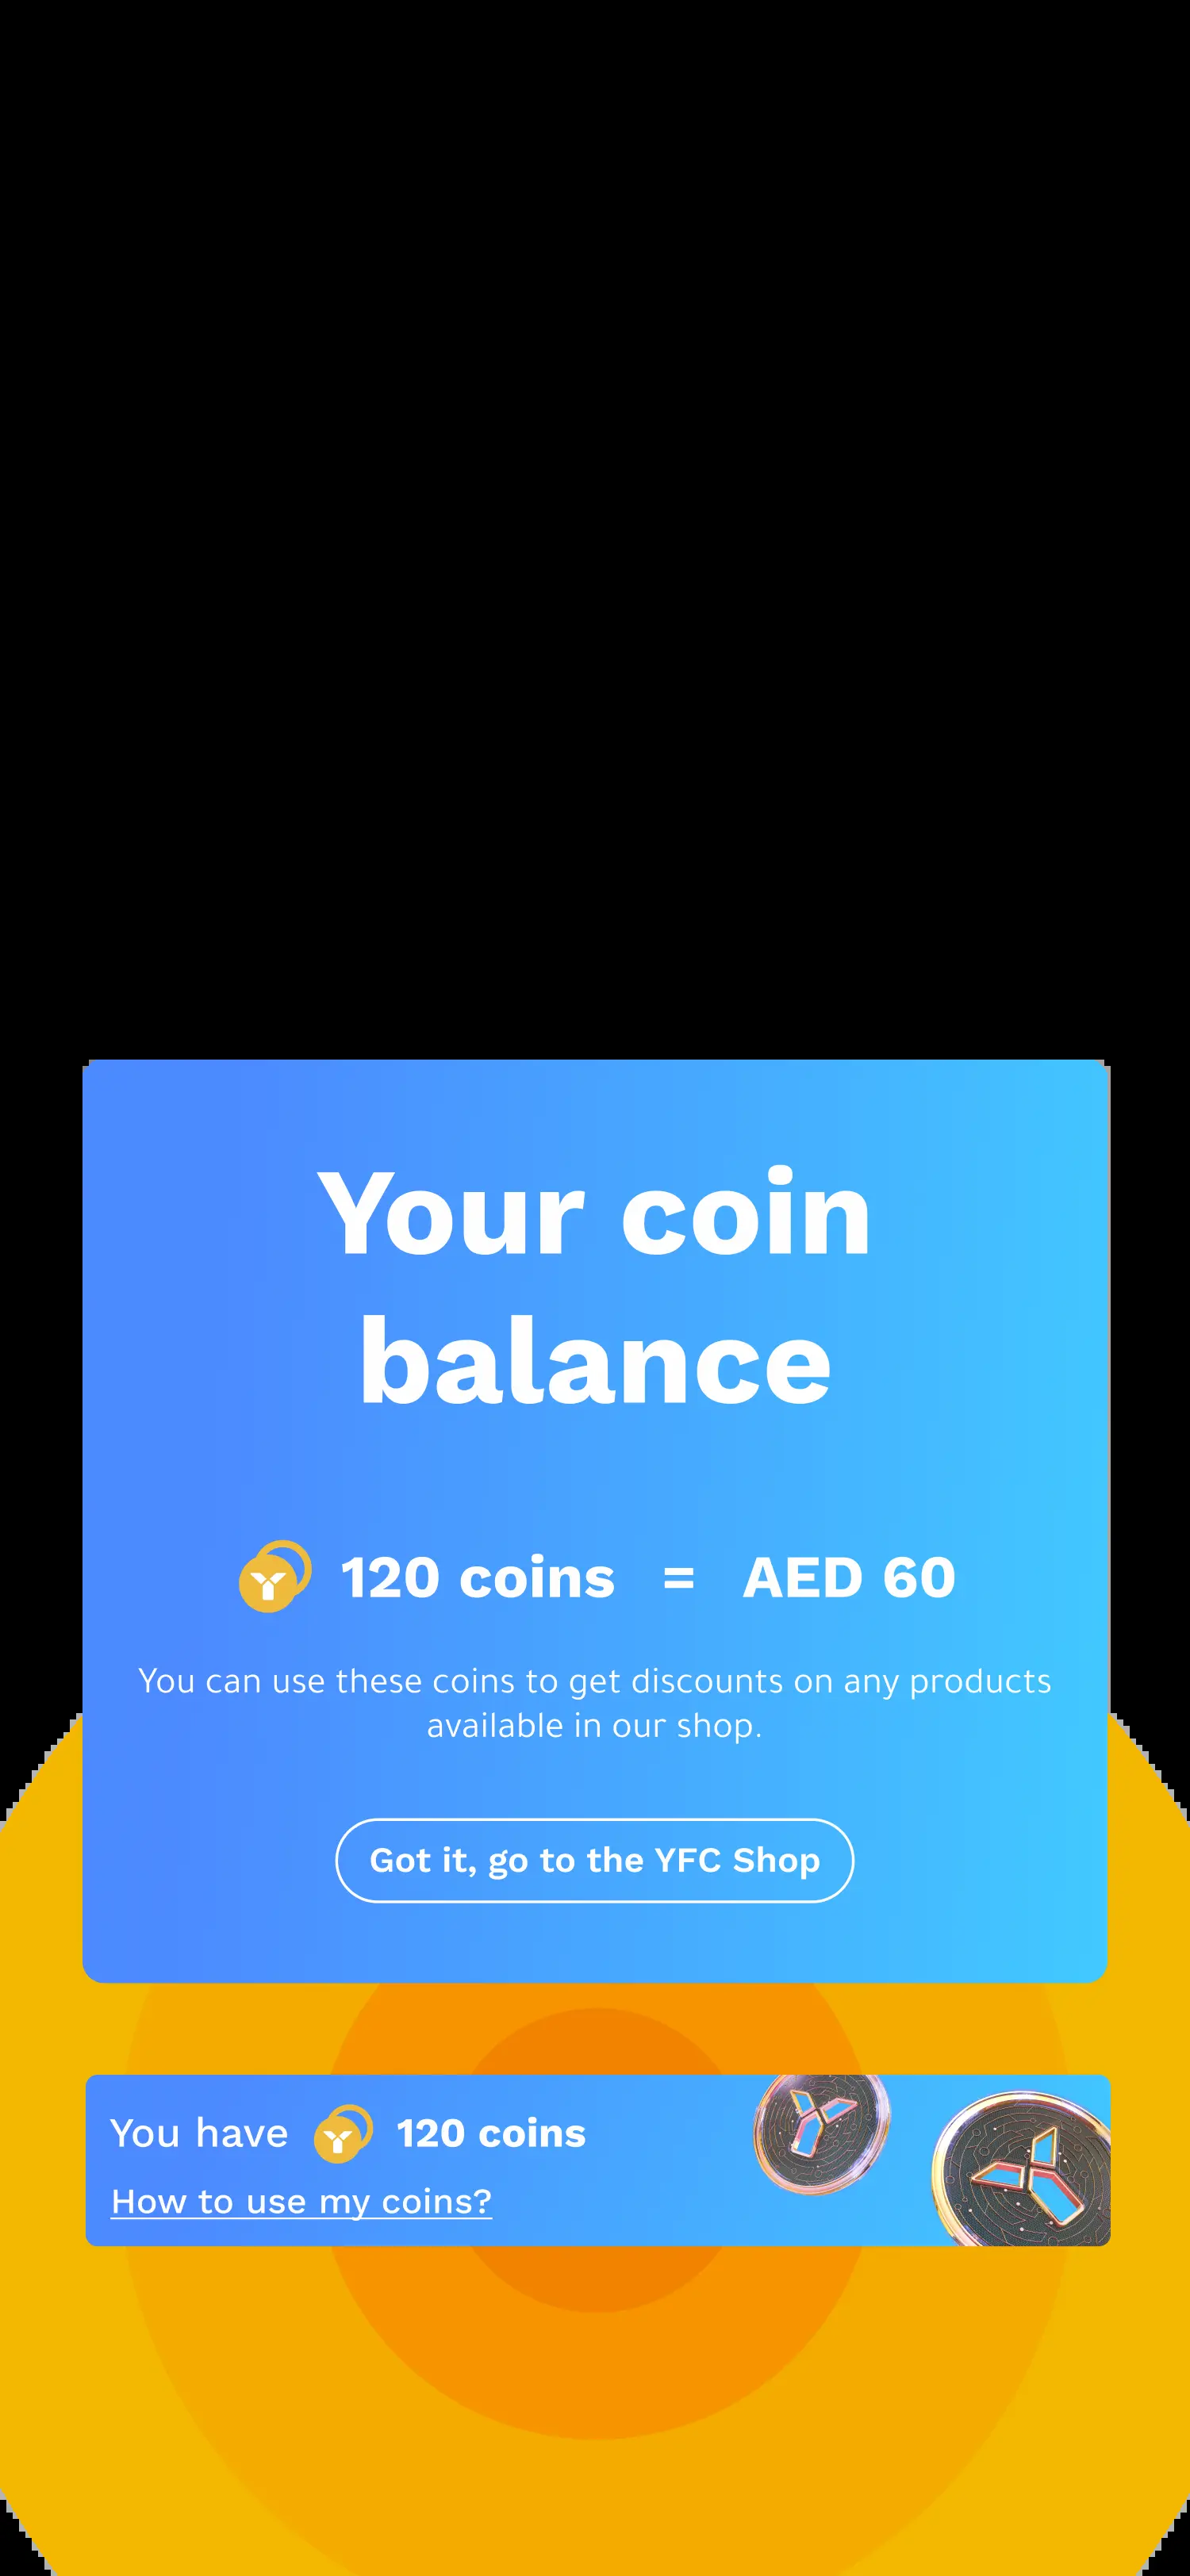 Your coin
balance
120 coins = AED 60
You can use these coins to get discounts on any products
available in our shop.
Got it, go to the YFC Shop
You have 120 coins
How to use my coins?